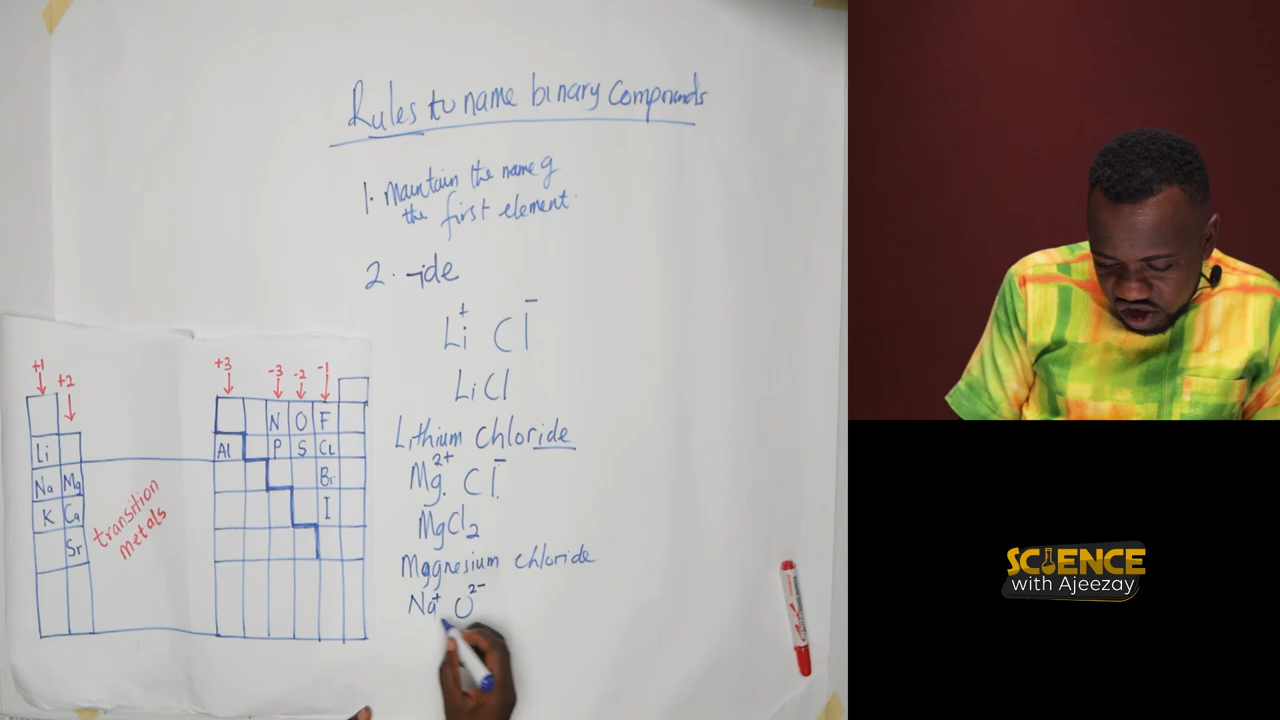 Rules to name binary Compounds
1. Maintain the name of
the first element.
2. -ide
Li⁺ Cl⁻
LiCl
Lithium Chloride
Mg²⁺ Cl⁻
MgCl₂
Magnesium chloride
Na⁺ O²⁻
+1
+2
+3
-3
-2
-1
N O F
Li Al P S Cl
Na Mg Br
K Ca I
Sr
transition
metals
SCIENCE
with Ajeezay